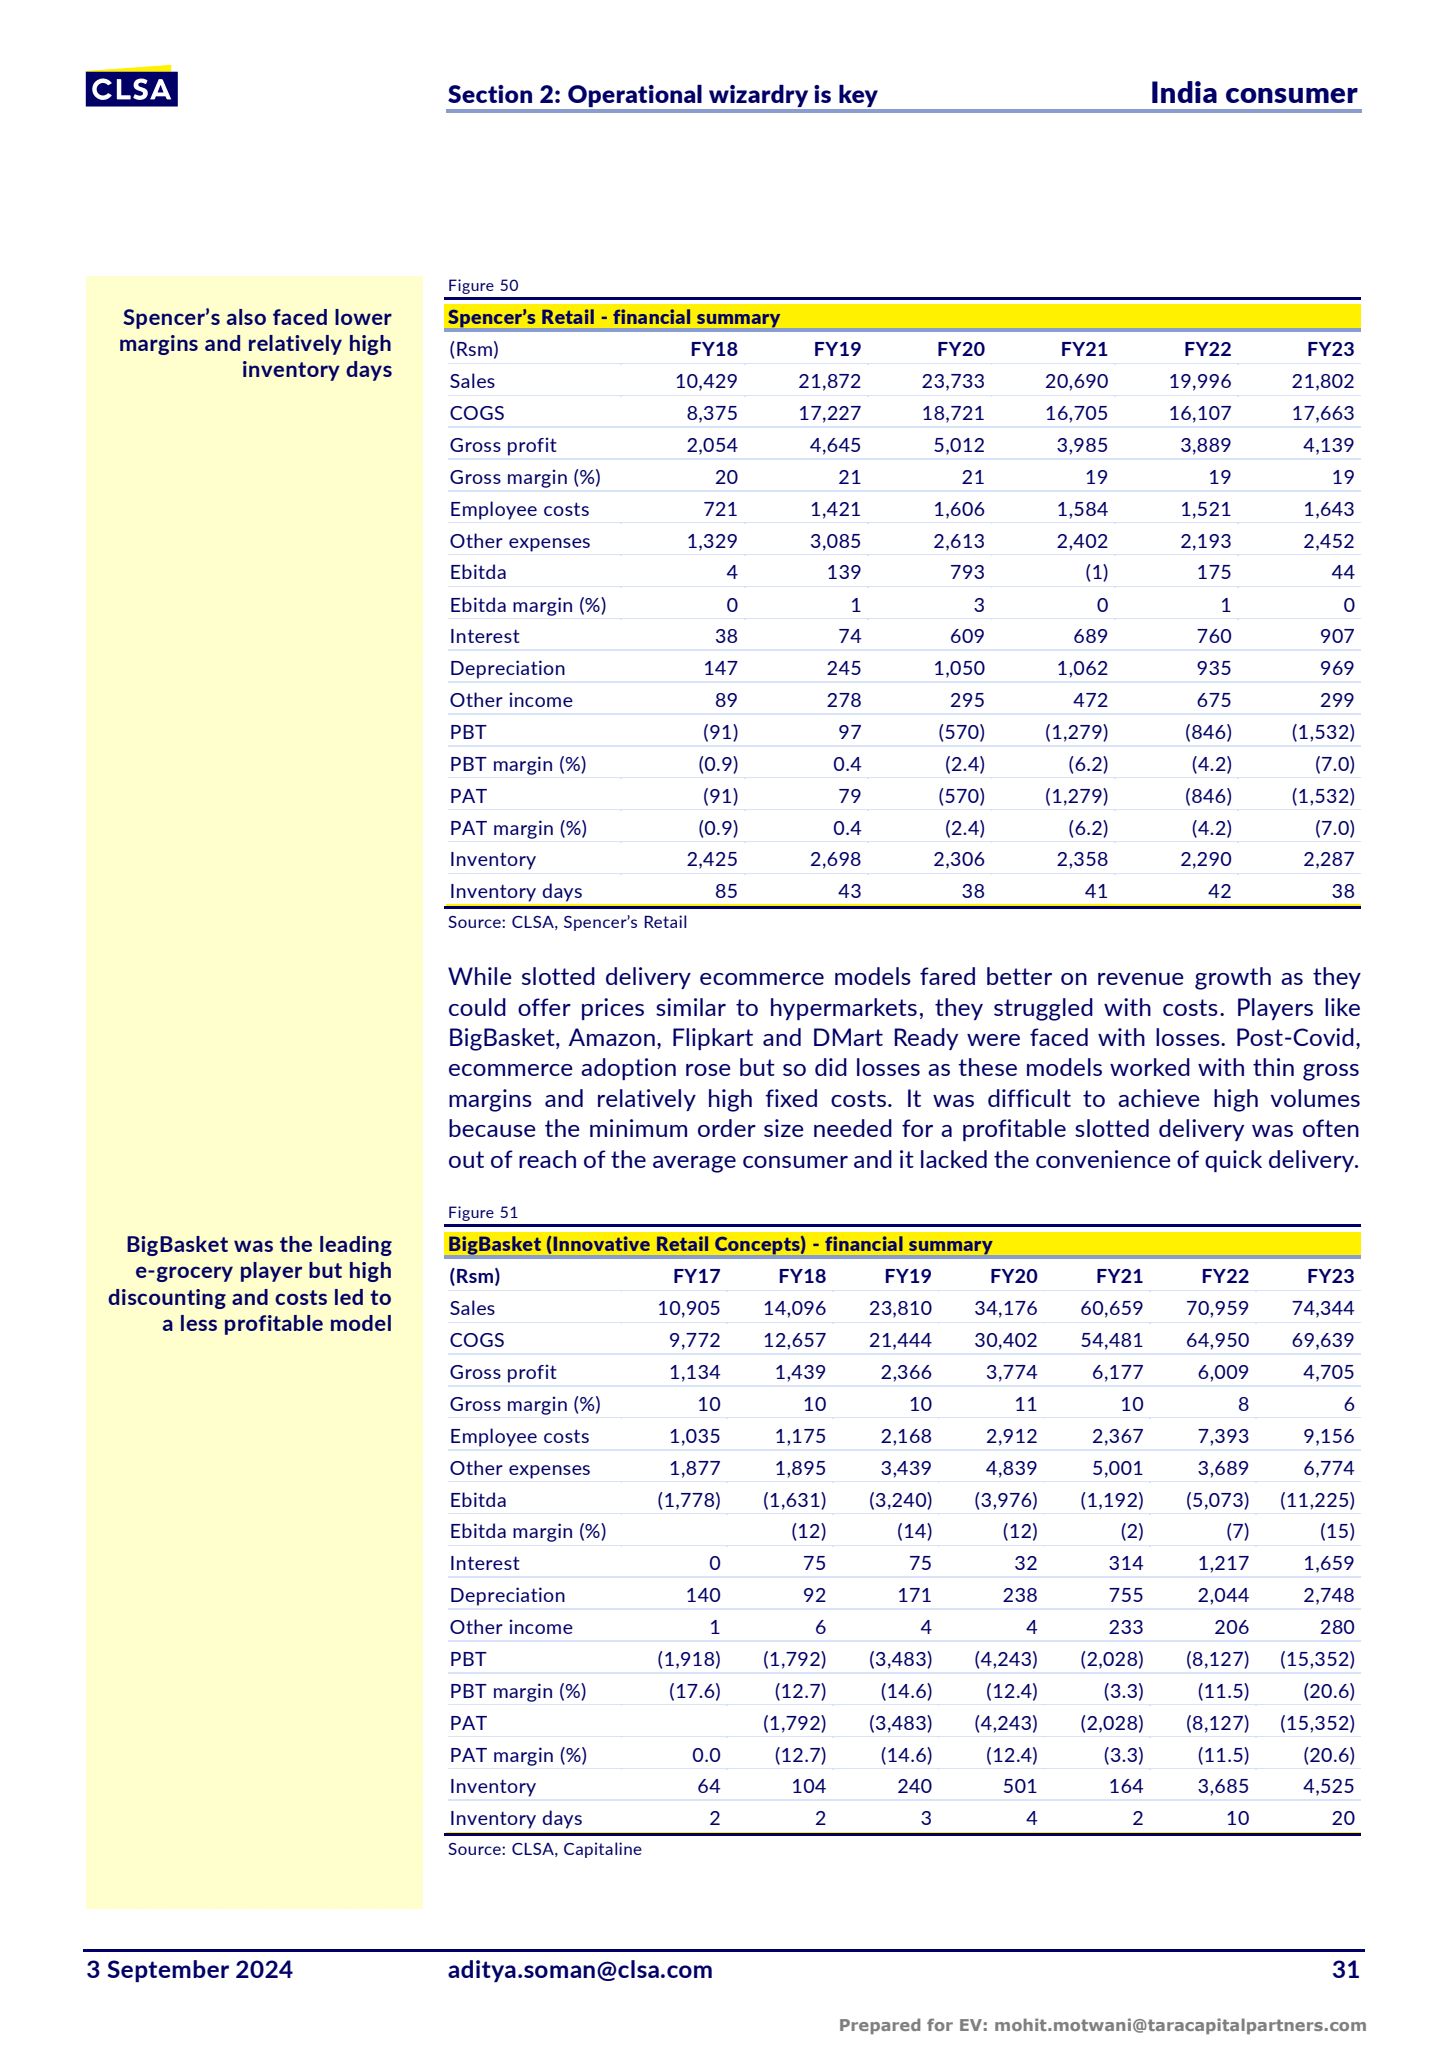 CLSA
Section 2: Operational wizardry is key India consumer
Spencer’s also faced lower
margins and relatively high
inventory days
Figure 50
Spencer’s Retail - financial summary
(Rsm) FY18 FY19 FY20 FY21 FY22 FY23
Sales 10,429 21,872 23,733 20,690 19,996 21,802
COGS 8,375 17,227 18,721 16,705 16,107 17,663
Gross profit 2,054 4,645 5,012 3,985 3,889 4,139
Gross margin (%) 20 21 21 19 19 19
Employee costs 721 1,421 1,606 1,584 1,521 1,643
Other expenses 1,329 3,085 2,613 2,402 2,193 2,452
Ebitda 4 139 793 (1) 175 44
Ebitda margin (%) 0 1 3 0 1 0
Interest 38 74 609 689 760 907
Depreciation 147 245 1,050 1,062 935 969
Other income 89 278 295 472 675 299
PBT (91) 97 (570) (1,279) (846) (1,532)
PBT margin (%) (0.9) 0.4 (2.4) (6.2) (4.2) (7.0)
PAT (91) 79 (570) (1,279) (846) (1,532)
PAT margin (%) (0.9) 0.4 (2.4) (6.2) (4.2) (7.0)
Inventory 2,425 2,698 2,306 2,358 2,290 2,287
Inventory days 85 43 38 41 42 38
Source: CLSA, Spencer’s Retail
While slotted delivery ecommerce models fared better on revenue growth as they
could offer prices similar to hypermarkets, they struggled with costs. Players like
BigBasket, Amazon, Flipkart and DMart Ready were faced with losses. Post-Covid,
ecommerce adoption rose but so did losses as these models worked with thin gross
margins and relatively high fixed costs. It was difficult to achieve high volumes
because the minimum order size needed for a profitable slotted delivery was often
out of reach of the average consumer and it lacked the convenience of quick delivery.
BigBasket was the leading
e-grocery player but high
discounting and costs led to
a less profitable model
Figure 51
BigBasket (Innovative Retail Concepts) - financial summary
(Rsm) FY17 FY18 FY19 FY20 FY21 FY22 FY23
Sales 10,905 14,096 23,810 34,176 60,659 70,959 74,344
COGS 9,772 12,657 21,444 30,402 54,481 64,950 69,639
Gross profit 1,134 1,439 2,366 3,774 6,177 6,009 4,705
Gross margin (%) 10 10 10 11 10 8 6
Employee costs 1,035 1,175 2,168 2,912 2,367 7,393 9,156
Other expenses 1,877 1,895 3,439 4,839 5,001 3,689 6,774
Ebitda (1,778) (1,631) (3,240) (3,976) (1,192) (5,073) (11,225)
Ebitda margin (%) (12) (14) (12) (2) (7) (15)
Interest 0 75 75 32 314 1,217 1,659
Depreciation 140 92 171 238 755 2,044 2,748
Other income 1 6 4 4 233 206 280
PBT (1,918) (1,792) (3,483) (4,243) (2,028) (8,127) (15,352)
PBT margin (%) (17.6) (12.7) (14.6) (12.4) (3.3) (11.5) (20.6)
PAT (1,792) (3,483) (4,243) (2,028) (8,127) (15,352)
PAT margin (%) 0.0 (12.7) (14.6) (12.4) (3.3) (11.5) (20.6)
Inventory 64 104 240 501 164 3,685 4,525
Inventory days 2 2 3 4 2 10 20
Source: CLSA, Capitaline
3 September 2024 aditya.soman@clsa.com 31
Prepared for EV: mohit.motwani@taracapitalpartners.com